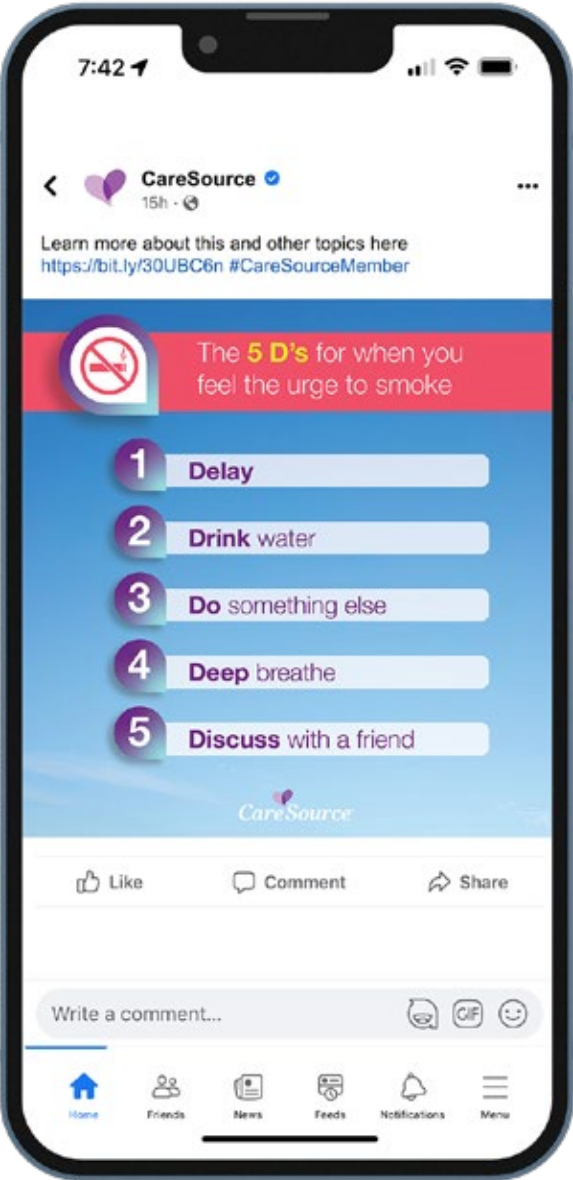 7:42
CareSource
15h
Learn more about this and other topics here
https://bit.ly/30UBC6n #CareSourceMember
The 5 D's for when you
feel the urge to smoke
1 Delay
2 Drink water
3 Do something else
4 Deep breathe
5 Discuss with a friend
CareSource
Like Comment Share
Write a comment... GIF
Home Friends News Feeds Notifications Menu